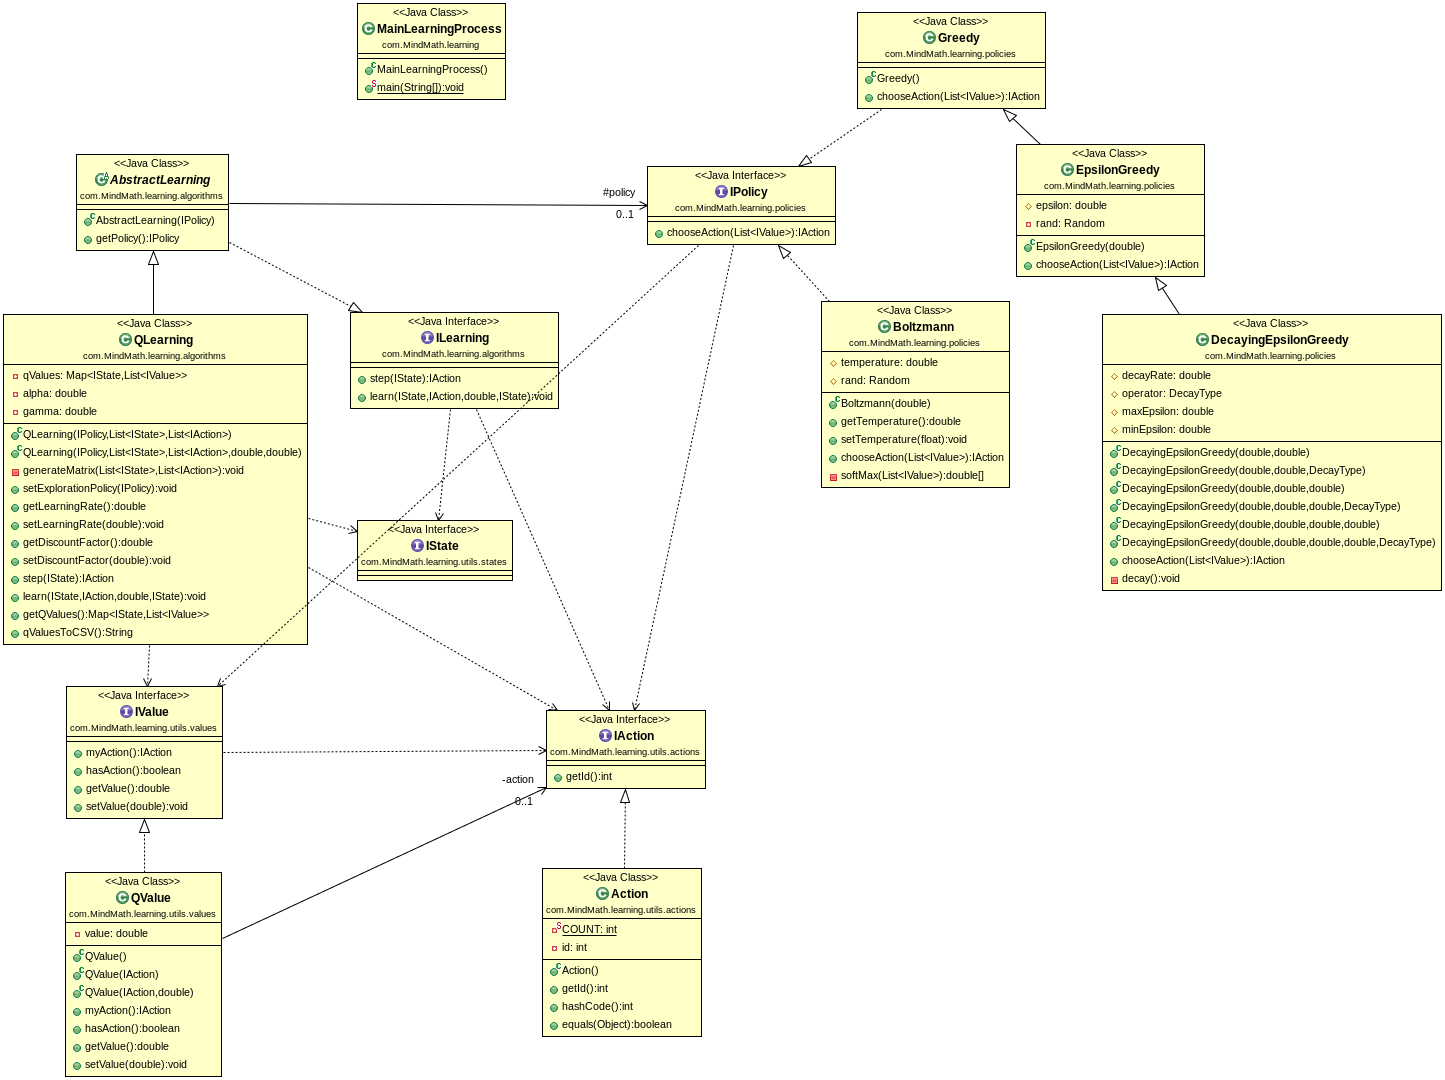 <<Java Class>>
MainLearningProcess
com.MindMath.learning
MainLearningProcess()
main(String[]):void
<<Java Class>>
Greedy
com.MindMath.learning.policies
Greedy()
chooseAction(List<IValue>):IAction
<<Java Class>>
AbstractLearning
com.MindMath.learning.algorithms
AbstractLearning(IPolicy)
getPolicy():IPolicy
#policy
0..1
<<Java Interface>>
IPolicy
com.MindMath.learning.policies
chooseAction(List<IValue>):IAction
<<Java Class>>
EpsilonGreedy
com.MindMath.learning.policies
epsilon: double
rand: Random
EpsilonGreedy(double)
chooseAction(List<IValue>):IAction
<<Java Class>>
QLearning
com.MindMath.learning.algorithms
qValues: Map<IState,List<IValue>>
alpha: double
gamma: double
QLearning(IPolicy,List<IState>,List<IAction>)
QLearning(IPolicy,List<IState>,List<IAction>,double,double)
generateMatrix(List<IState>,List<IAction>):void
setExplorationPolicy(IPolicy):void
getLearningRate():double
setLearningRate(double):void
getDiscountFactor():double
setDiscountFactor(double):void
step(IState):IAction
learn(IState,IAction,double,IState):void
getQValues():Map<IState,List<IValue>>
qValuesToCSV():String
<<Java Interface>>
ILearning
com.MindMath.learning.algorithms
step(IState):IAction
learn(IState,IAction,double,IState):void
<<Java Class>>
Boltzmann
com.MindMath.learning.policies
temperature: double
rand: Random
Boltzmann(double)
getTemperature():double
setTemperature(float):void
chooseAction(List<IValue>):IAction
softMax(List<IValue>):double[]
<<Java Class>>
DecayingEpsilonGreedy
com.MindMath.learning.policies
decayRate: double
operator: DecayType
maxEpsilon: double
minEpsilon: double
DecayingEpsilonGreedy(double,double)
DecayingEpsilonGreedy(double,double,DecayType)
DecayingEpsilonGreedy(double,double,double)
DecayingEpsilonGreedy(double,double,double,DecayType)
DecayingEpsilonGreedy(double,double,double,double)
DecayingEpsilonGreedy(double,double,double,double,DecayType)
chooseAction(List<IValue>):IAction
decay():void
<<Java Interface>>
IState
com.MindMath.learning.utils.states
<<Java Interface>>
IValue
com.MindMath.learning.utils.values
myAction():IAction
hasAction():boolean
getValue():double
setValue(double):void
<<Java Interface>>
IAction
com.MindMath.learning.utils.actions
getId():int
-action
0..1
<<Java Class>>
QValue
com.MindMath.learning.utils.values
value: double
QValue()
QValue(IAction)
QValue(IAction,double)
myAction():IAction
hasAction():boolean
getValue():double
setValue(double):void
<<Java Class>>
Action
com.MindMath.learning.utils.actions
COUNT: int
id: int
Action()
getId():int
hashCode():int
equals(Object):boolean